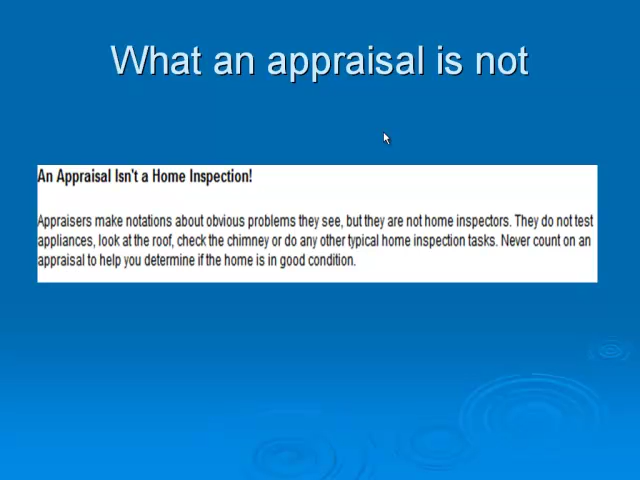 What an appraisal is not
An Appraisal Isn't a Home Inspection!
Appraisers make notations about obvious problems they see, but they are not home inspectors. They do not test
appliances, look at the roof, check the chimney or do any other typical home inspection tasks. Never count on an
appraisal to help you determine if the home is in good condition.